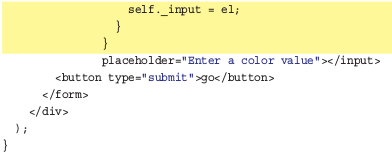 self._input = el;
}
}
placeholder="Enter a color value"></input>
<button type="submit">go</button>
</form>
</div>
);
}